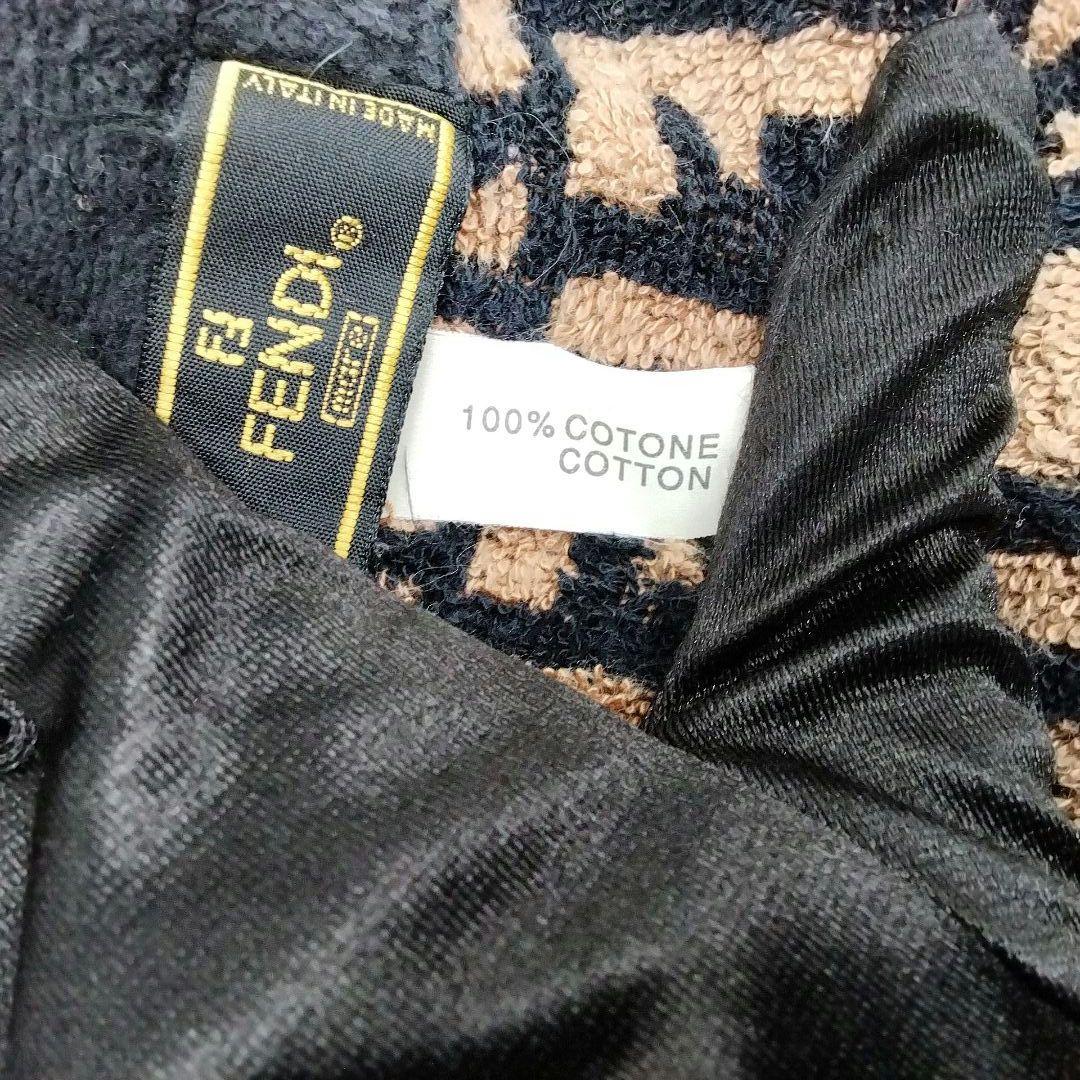 MADE IN ITALY
FF
FENDI®
100% COTONE
COTTON